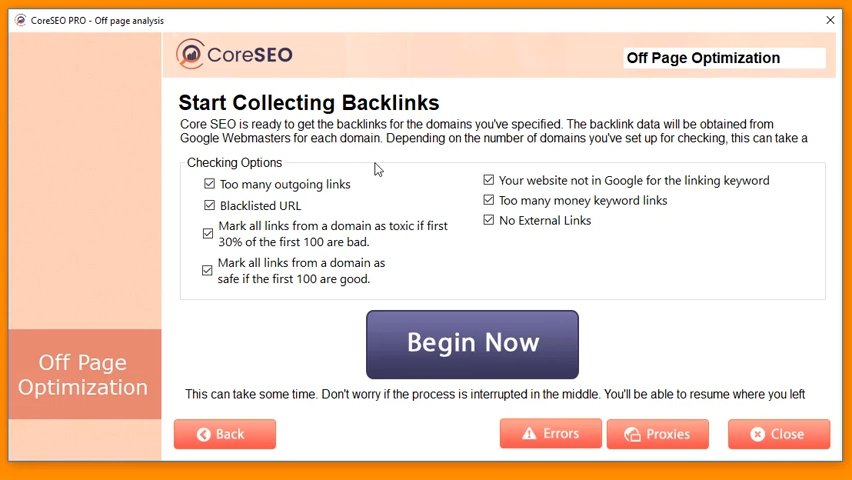 CoreSEO PRO - Off page analysis
CoreSEO
Off Page Optimization
Start Collecting Backlinks
Core SEO is ready to get the backlinks for the domains you've specified. The backlink data will be obtained from
Google Webmasters for each domain. Depending on the number of domains you've set up for checking, this can take a
Checking Options
Too many outgoing links
Blacklisted URL
Mark all links from a domain as toxic if first
30% of the first 100 are bad.
Mark all links from a domain as
safe if the first 100 are good.
Your website not in Google for the linking keyword
Too many money keyword links
No External Links
Begin Now
Off Page
Optimization
This can take some time. Don't worry if the process is interrupted in the middle. You'll be able to resume where you left
Back
Errors
Proxies
Close